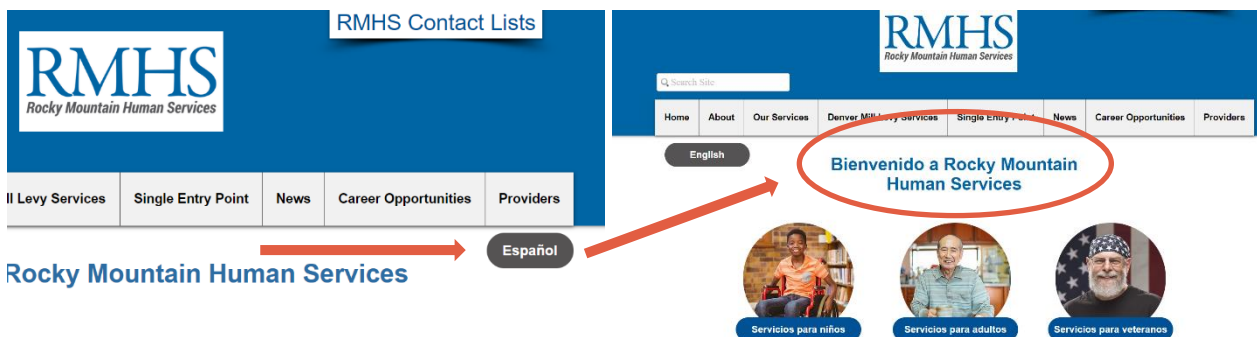 RMHS Contact Lists
RMHS
Rocky Mountain Human Services
ll Levy Services Single Entry Point News Career Opportunities Providers
Español
Rocky Mountain Human Services
RMHS
Rocky Mountain Human Services
Search Site
Home About Our Services Denver Mill Levy Services Single Entry Point News Career Opportunities Providers
English
Bienvenido a Rocky Mountain
Human Services
Servicios para niños Servicios para adultos Servicios para veteranos